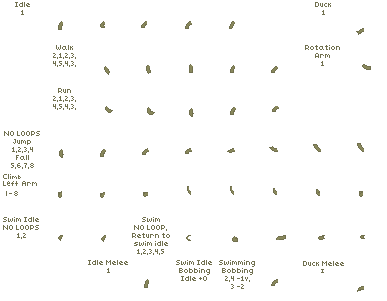 Idle
1
Duck
1
Walk
2,1,2,3,
4,5,4,3,
Rotation
Arm
1
Run
2,1,2,3,
4,5,4,3,
NO LOOPS
Jump
1,2,3,4
Fall
5,6,7,8
Climb
Left Arm
1 - 8
Swim Idle
NO LOOPS
1,2
Swim
NO LOOP,
Return to
swim idle
1,2,3,4,5
Idle Melee
1
Swim Idle
Bobbing
Idle +0
Swimming
Bobbing
2,4 -1v,
3 -2
Duck Melee
1